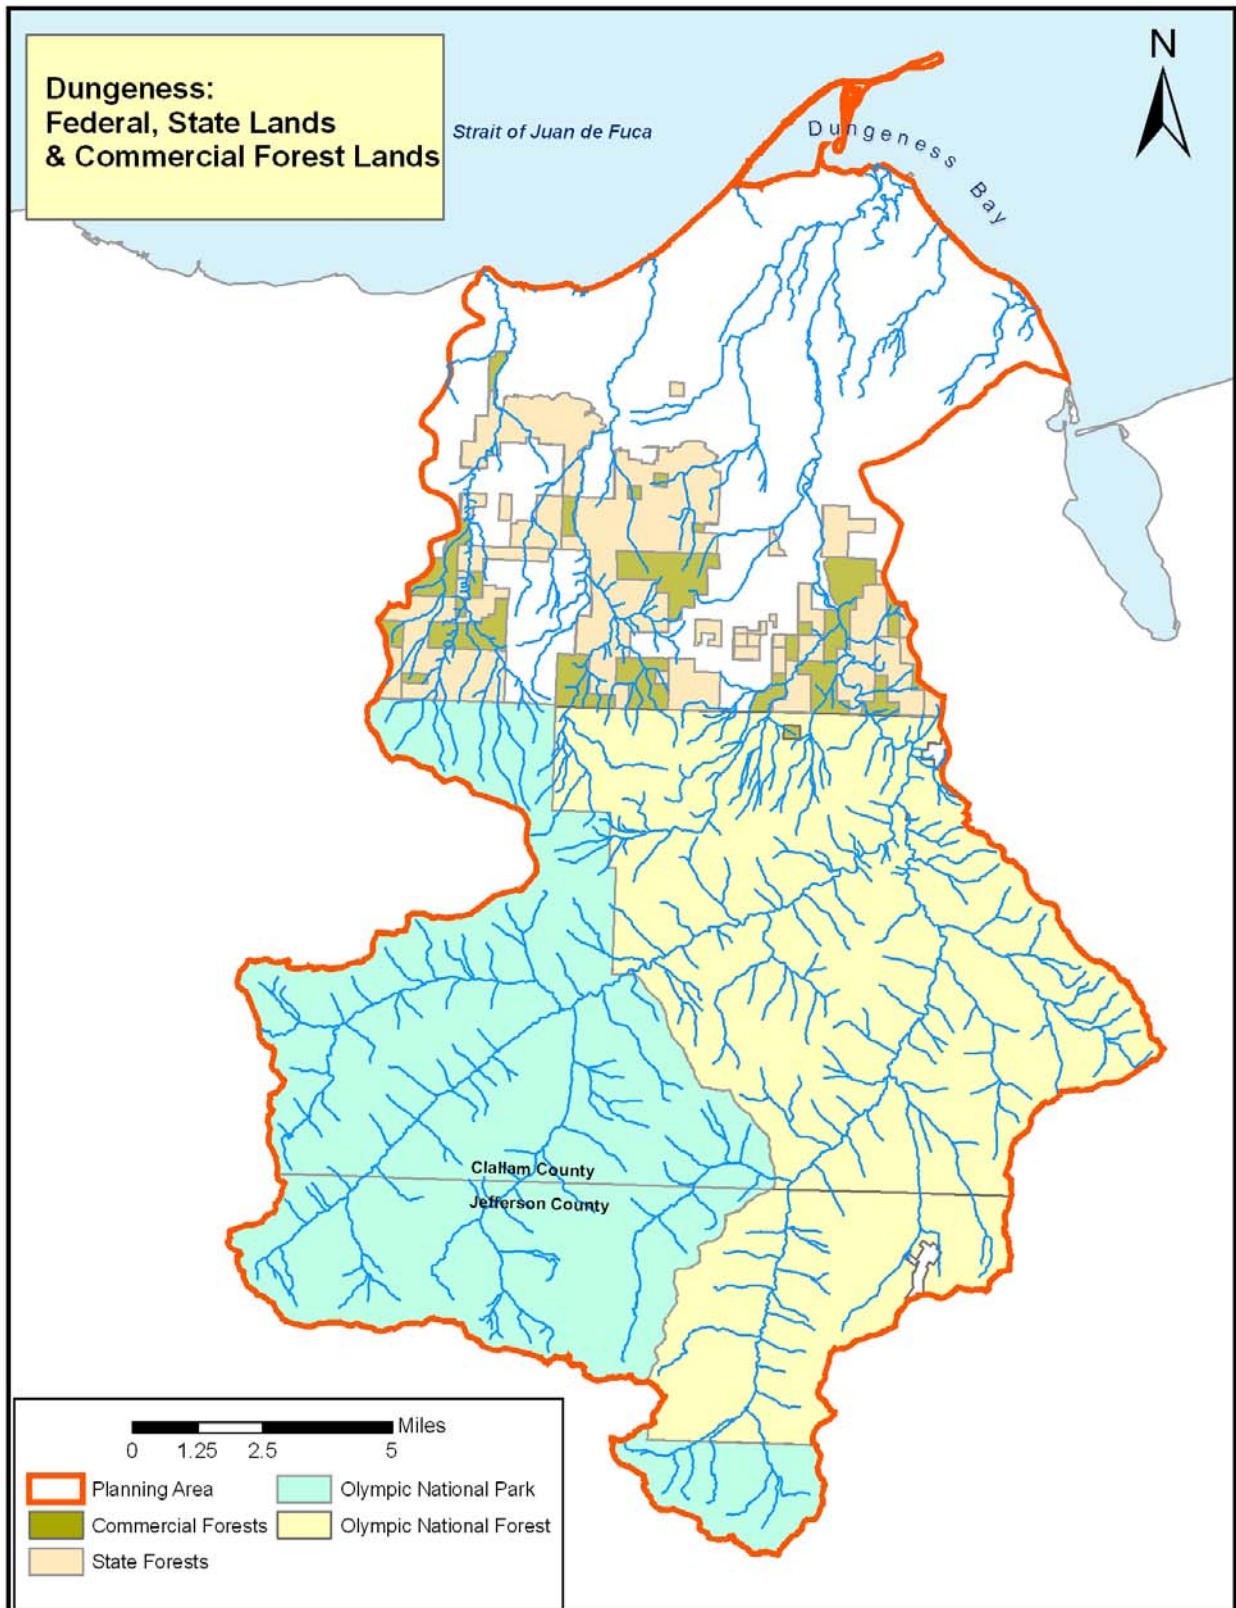 Dungeness:
Federal, State Lands
& Commercial Forest Lands
N
Strait of Juan de Fuca
Dungeness Bay
Clallam County
Jefferson County
Miles
0 1.25 2.5 5
Planning Area
Olympic National Park
Commercial Forests
Olympic National Forest
State Forests